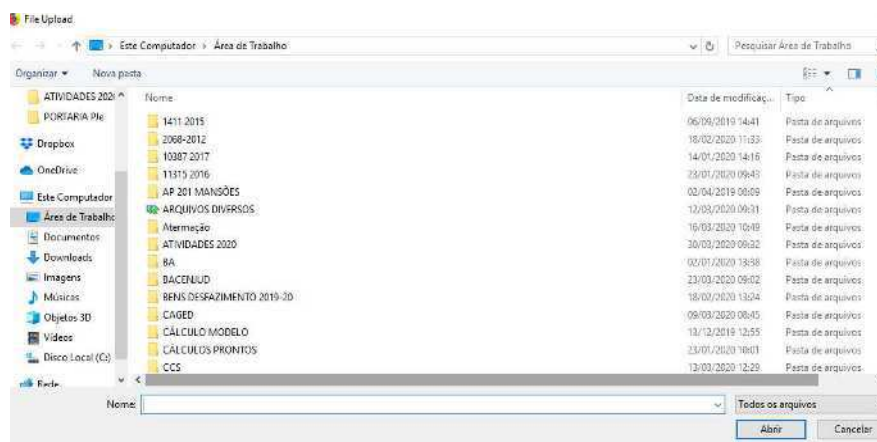 File Upload
Este Computador > Área de Trabalho
Pesquisar Área de Trabalho
Organizar
Nova pasta
ATIVIDADES 202
PORTARIA Ple
Dropbox
OneDrive
Este Computador
Área de Trabalho
Documentos
Downloads
Imagens
Músicas
Objetos 3D
Vídeos
Disco Local (C:)
Rede
Nome Data de modificaç... Tipo
1411 2015 06/09/2019 14:41 Pasta de arquivos
2068-2012 18/02/2020 11:33 Pasta de arquivos
10387 2017 14/01/2020 14:16 Pasta de arquivos
11315 2016 23/01/2020 09:43 Pasta de arquivos
AP 201 MANSÕES 02/04/2019 08:09 Pasta de arquivos
ARQUIVOS DIVERSOS 12/03/2020 09:31 Pasta de arquivos
Atermação 16/03/2020 10:49 Pasta de arquivos
ATIVIDADES 2020 30/03/2020 09:32 Pasta de arquivos
BA 02/01/2020 13:38 Pasta de arquivos
BACENJUD 23/03/2020 09:02 Pasta de arquivos
BENS DESFAZIMENTO 2019-20 18/02/2020 13:24 Pasta de arquivos
CAGED 09/03/2020 08:45 Pasta de arquivos
CÁLCULO MODELO 13/12/2019 12:55 Pasta de arquivos
CALCULOS PRONTOS 23/01/2020 10:01 Pasta de arquivos
CCS 13/03/2020 12:29 Pasta de arquivos
Nome:
Todos os arquivos
Abrir
Cancelar